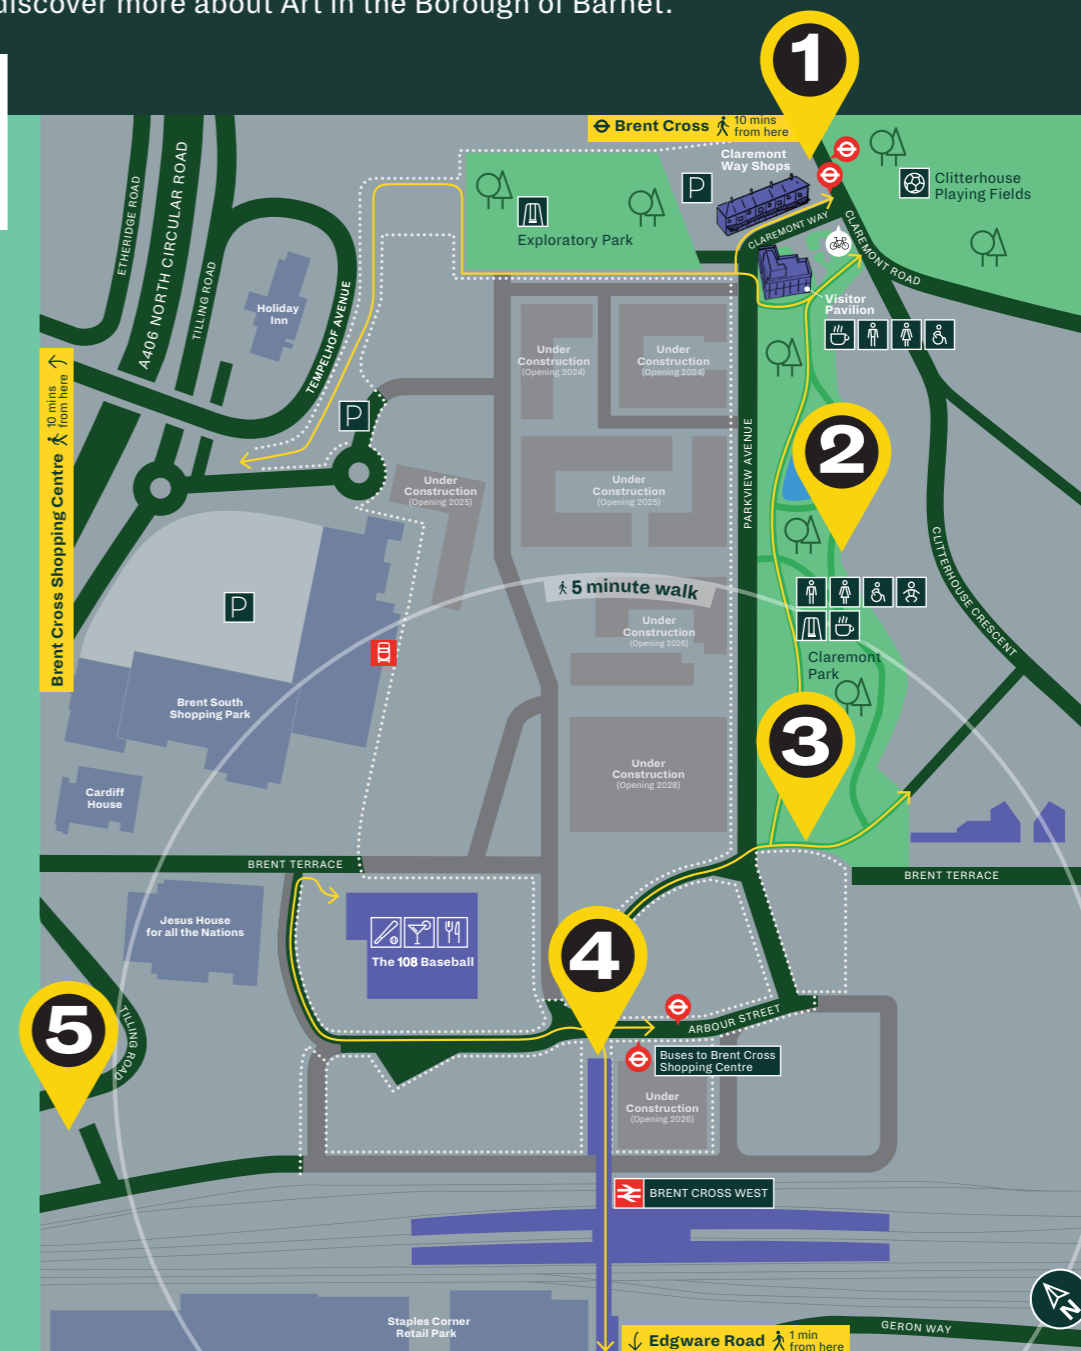 discover more about Art in the Borough of Barnet.
1
Brent Cross
10 mins
from here
Claremont
Way Shops
P
Clitterhouse
Playing Fields
ETHERIDGE ROAD
A406 NORTH CIRCULAR ROAD
TILLING ROAD
Exploratory Park
CLAREMONT WAY
CLAREMONT ROAD
Holiday
Inn
TEMPELHOF AVENUE
Visitor
Pavilion
Under
Construction
(Opening 2024)
Under
Construction
(Opening 2024)
Brent Cross Shopping Centre
10 mins
from here
P
PARKVIEW AVENUE
2
Under
Construction
(Opening 2025)
Under
Construction
(Opening 2025)
CLITTERHOUSE CRESCENT
5 minute walk
P
Under
Construction
(Opening 2026)
Claremont
Park
Brent South
Shopping Park
3
Under
Construction
(Opening 2028)
Cardiff
House
BRENT TERRACE
BRENT TERRACE
Jesus House
for all the Nations
The 108 Baseball
4
5
TILLING ROAD
ARBOUR STREET
Buses to Brent Cross
Shopping Centre
Under
Construction
(Opening 2026)
BRENT CROSS WEST
N
Staples Corner
Retail Park
GERON WAY
Edgware Road
1 min
from here